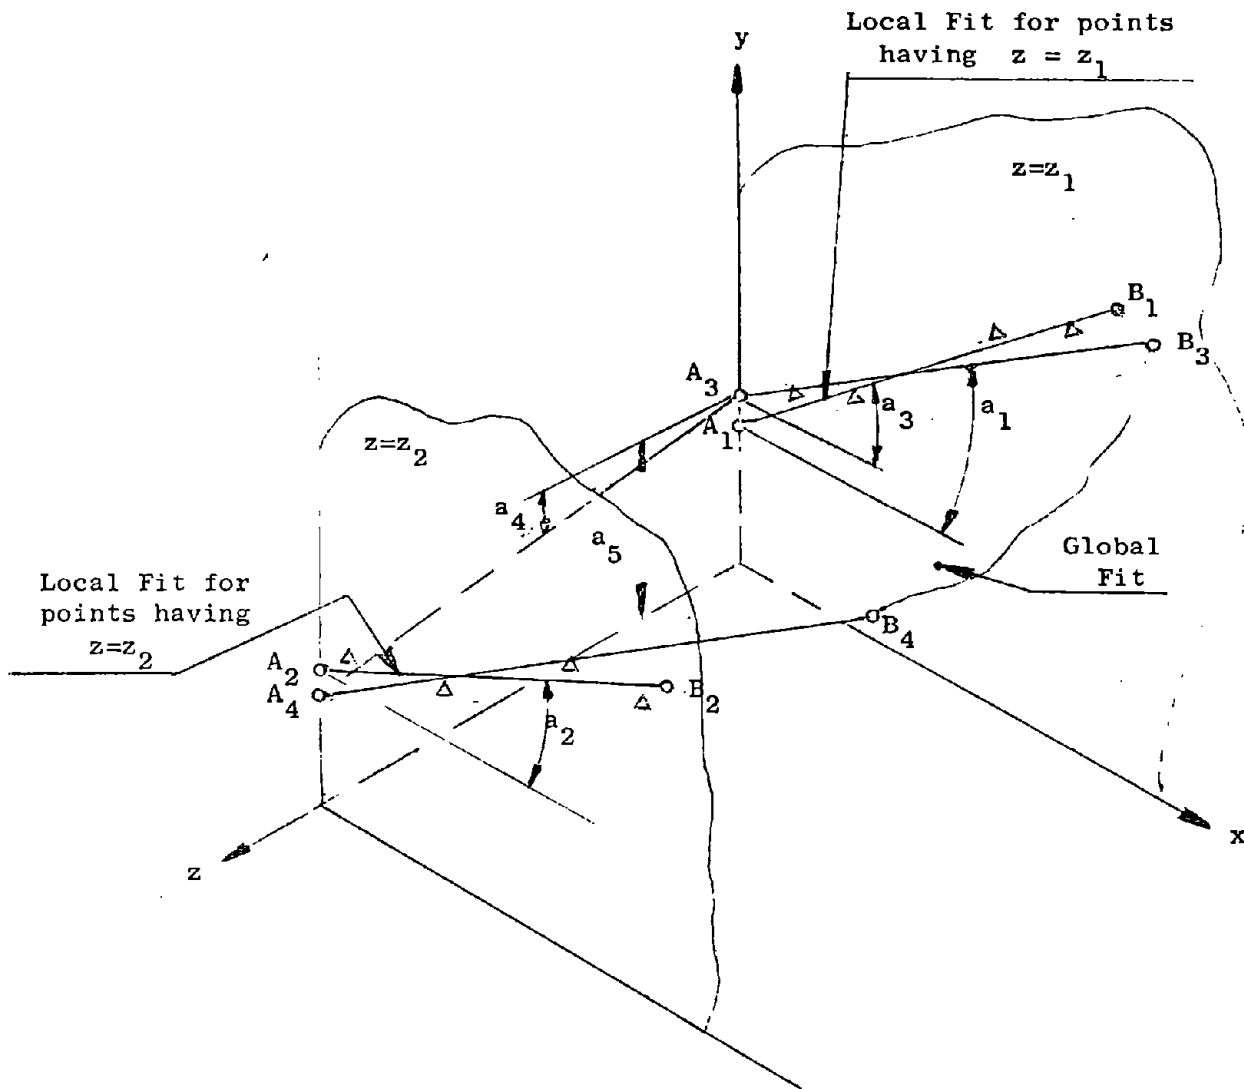 Local Fit for points
having z = z1
y
z=z1
B1
B3
A3
A1
a3
a1
z=z2
a4
a5
Global
Fit
Local Fit for
points having
z=z2
A2
A4
B4
B2
a2
z
x